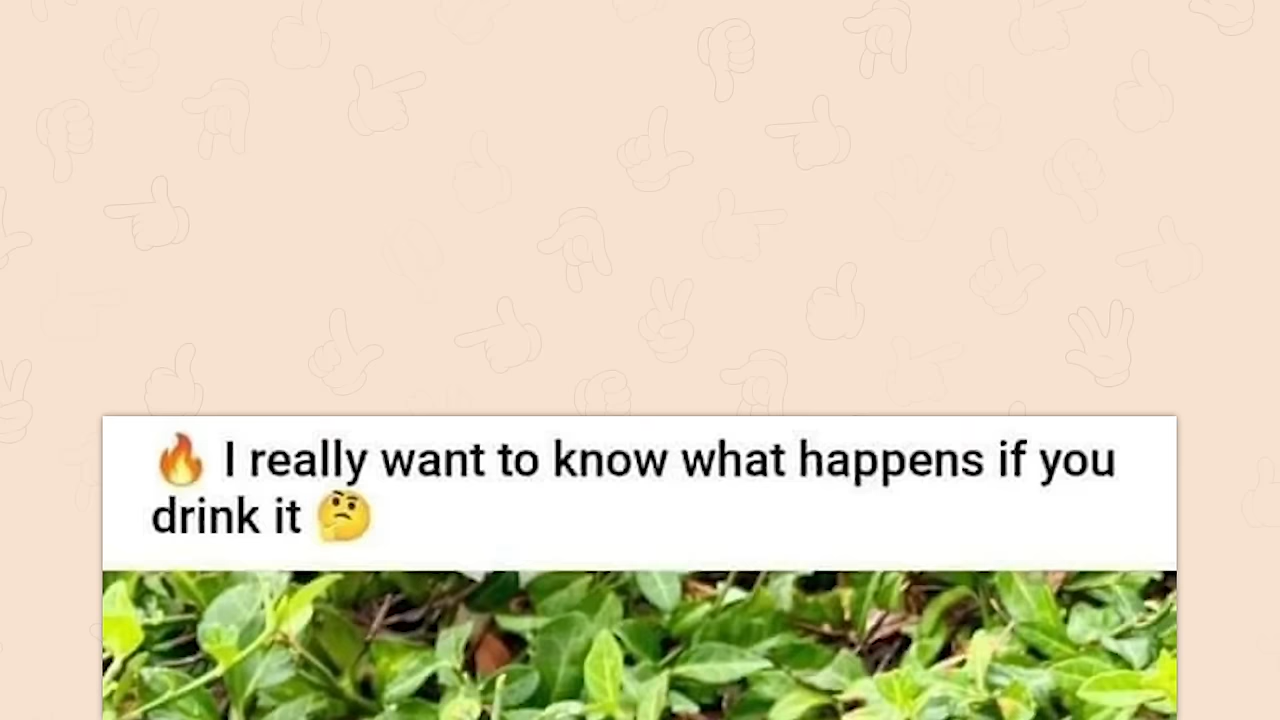 🔥 I really want to know what happens if you
drink it 🤔